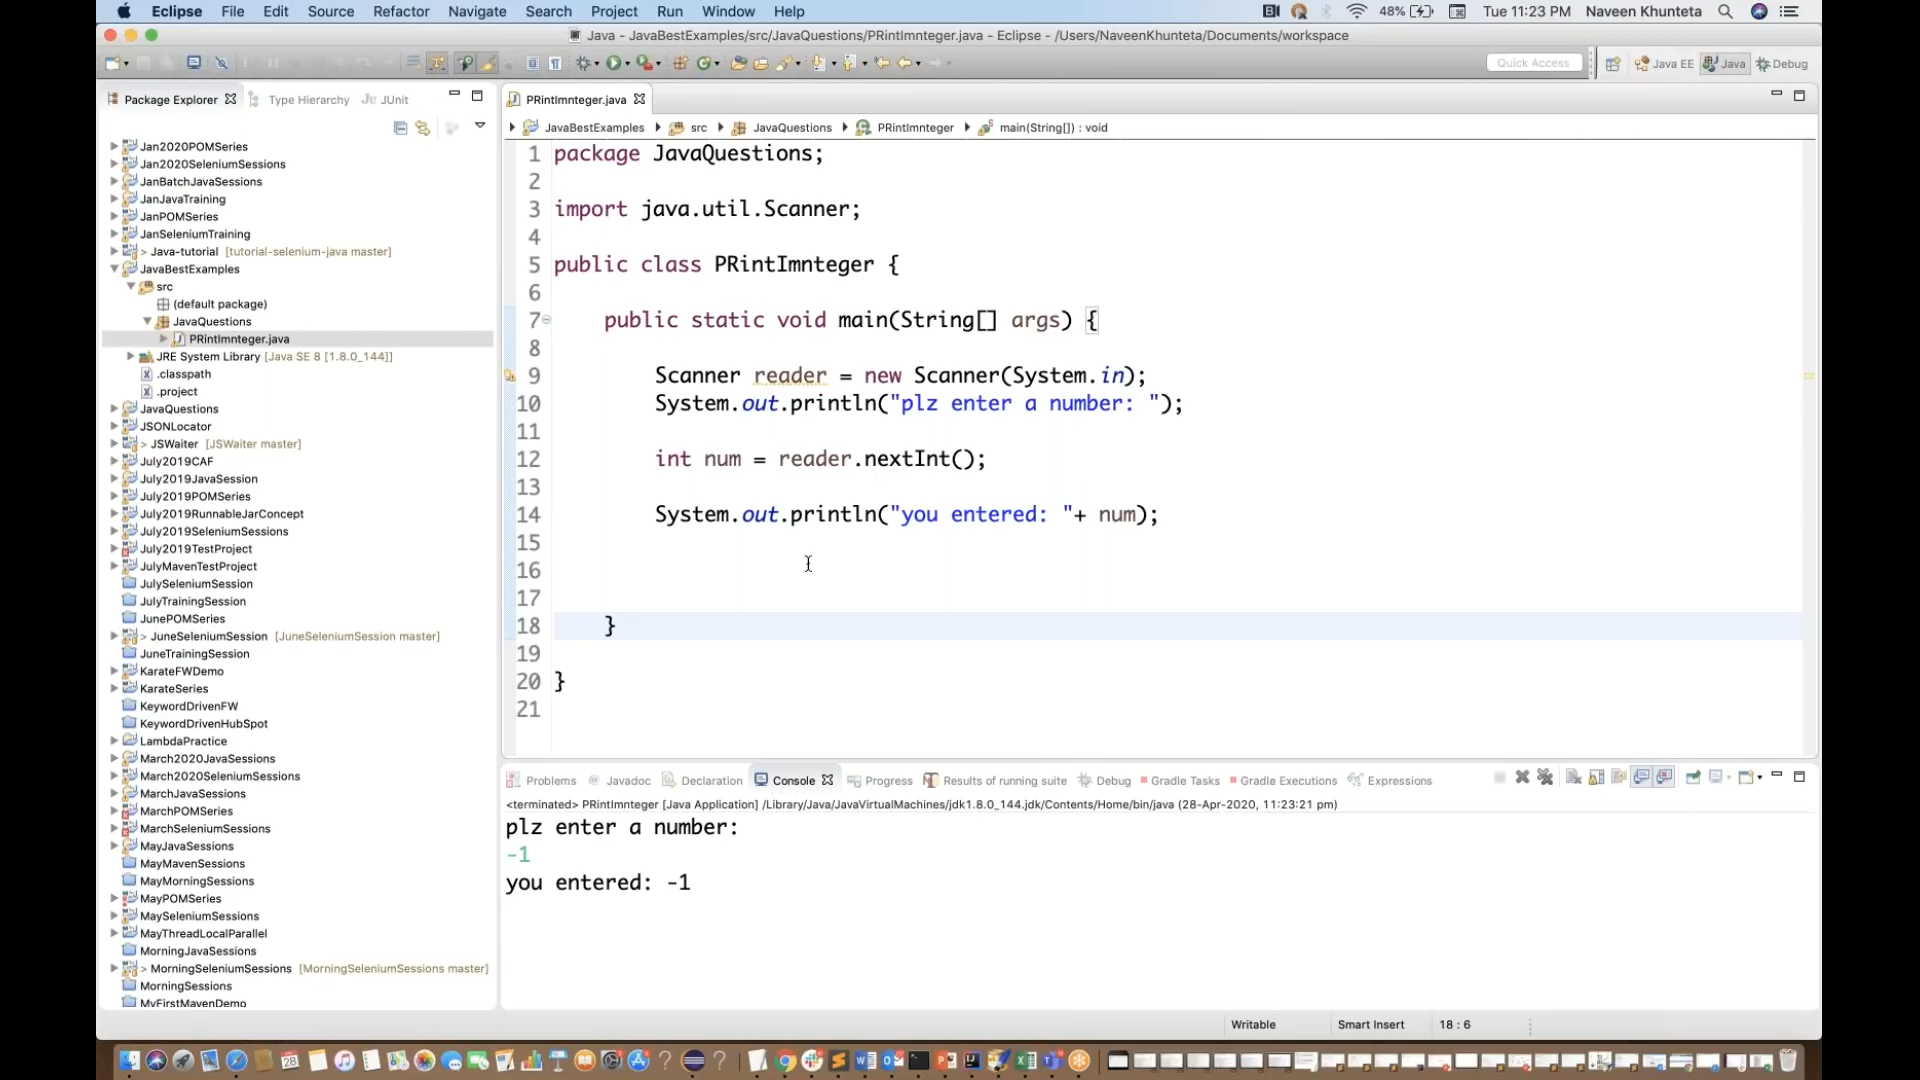 Eclipse File Edit Source Refactor Navigate Search Project Run Window Help 48% Tue 11:23 PM Naveen Khunteta
Java - JavaBestExamples/src/JavaQuestions/PRintImnteger.java - Eclipse - /Users/NaveenKhunteta/Documents/workspace
Quick Access Java EE Java Debug
Package Explorer Type Hierarchy JUnit
Jan2020POMSeries
Jan2020SeleniumSessions
JanBatchJavaSessions
JanJavaTraining
JanPOMSeries
JanSeleniumTraining
> Java-tutorial [tutorial-selenium-java master]
JavaBestExamples
src
(default package)
JavaQuestions
PRintImnteger.java
JRE System Library [Java SE 8 [1.8.0_144]]
.classpath
.project
JavaQuestions
JSONLocator
> JSWaiter [JSWaiter master]
July2019CAF
July2019JavaSession
July2019POMSeries
July2019RunnableJarConcept
July2019SeleniumSessions
July2019TestProject
JulyMavenTestProject
JulySeleniumSession
JulyTrainingSession
JunePOMSeries
> JuneSeleniumSession [JuneSeleniumSession master]
JuneTrainingSession
KarateFWDemo
KarateSeries
KeywordDrivenFW
KeywordDrivenHubSpot
LambdaPractice
March2020JavaSessions
March2020SeleniumSessions
MarchJavaSessions
MarchPOMSeries
MarchSeleniumSessions
MayJavaSessions
MayMavenSessions
MayMorningSessions
MayPOMSeries
MaySeleniumSessions
MayThreadLocalParallel
MorningJavaSessions
> MorningSeleniumSessions [MorningSeleniumSessions master]
MorningSessions
MyFirstMavenDemo
PRintImnteger.java
JavaBestExamples src JavaQuestions PRintImnteger main(String[]) : void
1 package JavaQuestions;
2
3 import java.util.Scanner;
4
5 public class PRintImnteger {
6
7 public static void main(String[] args) {
8
9 Scanner reader = new Scanner(System.in);
10 System.out.println("plz enter a number: ");
11
12 int num = reader.nextInt();
13
14 System.out.println("you entered: "+ num);
15
16
17
18 }
19
20 }
21
Problems Javadoc Declaration Console Progress Results of running suite Debug Gradle Tasks Gradle Executions Expressions
<terminated> PRintImnteger [Java Application] /Library/Java/JavaVirtualMachines/jdk1.8.0_144.jdk/Contents/Home/bin/java (28-Apr-2020, 11:23:21 pm)
plz enter a number:
-1
you entered: -1
Writable Smart Insert 18 : 6